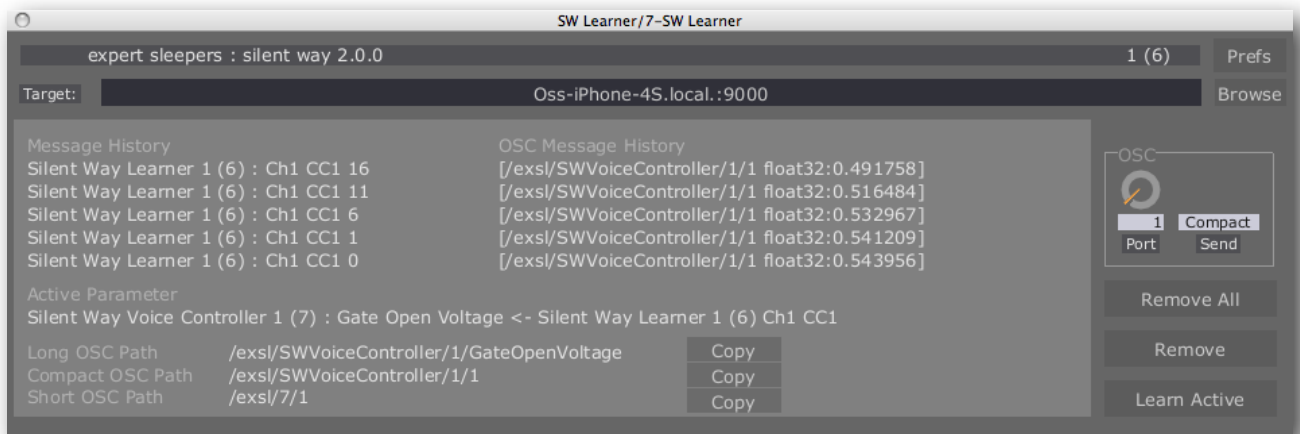 SW Learner/7-SW Learner
expert sleepers : silent way 2.0.0 1 (6) Prefs
Target: Oss-iPhone-4S.local.:9000 Browse
Message History OSC Message History
Silent Way Learner 1 (6) : Ch1 CC1 16 [/exsl/SWVoiceController/1/1 float32:0.491758]
Silent Way Learner 1 (6) : Ch1 CC1 11 [/exsl/SWVoiceController/1/1 float32:0.516484]
Silent Way Learner 1 (6) : Ch1 CC1 6 [/exsl/SWVoiceController/1/1 float32:0.532967]
Silent Way Learner 1 (6) : Ch1 CC1 1 [/exsl/SWVoiceController/1/1 float32:0.541209]
Silent Way Learner 1 (6) : Ch1 CC1 0 [/exsl/SWVoiceController/1/1 float32:0.543956]
Active Parameter
Silent Way Voice Controller 1 (7) : Gate Open Voltage <- Silent Way Learner 1 (6) Ch1 CC1
Long OSC Path /exsl/SWVoiceController/1/GateOpenVoltage Copy
Compact OSC Path /exsl/SWVoiceController/1/1 Copy
Short OSC Path /exsl/7/1 Copy
OSC
1 Compact
Port Send
Remove All
Remove
Learn Active